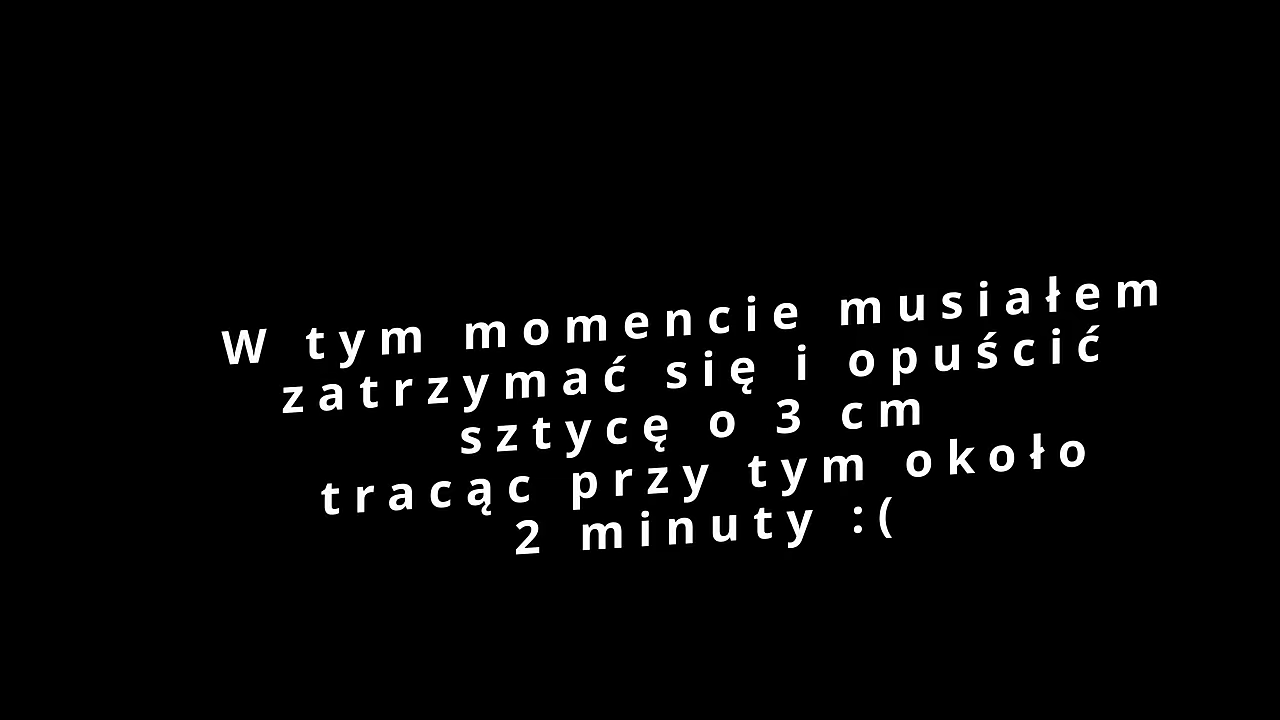 W tym momencie musiałem
zatrzymać się i opuścić
sztycę o 3 cm
tracąc przy tym około
2 minuty :(